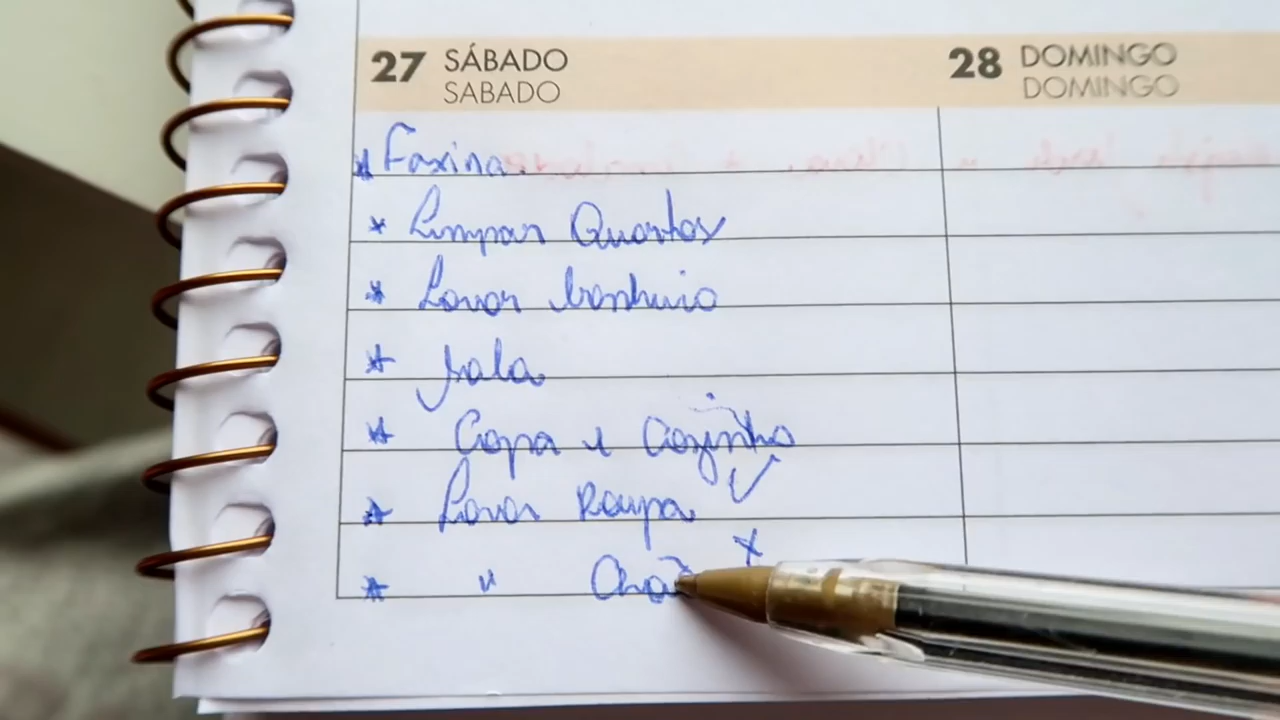 27 SÁBADO 28 DOMINGO
SABADO DOMINGO
* Faxina.
* Limpar Quartos
* Lavar banheiro
* Sala
* Copa e Cozinha
* Lavar Roupa ✓
* " Chão x